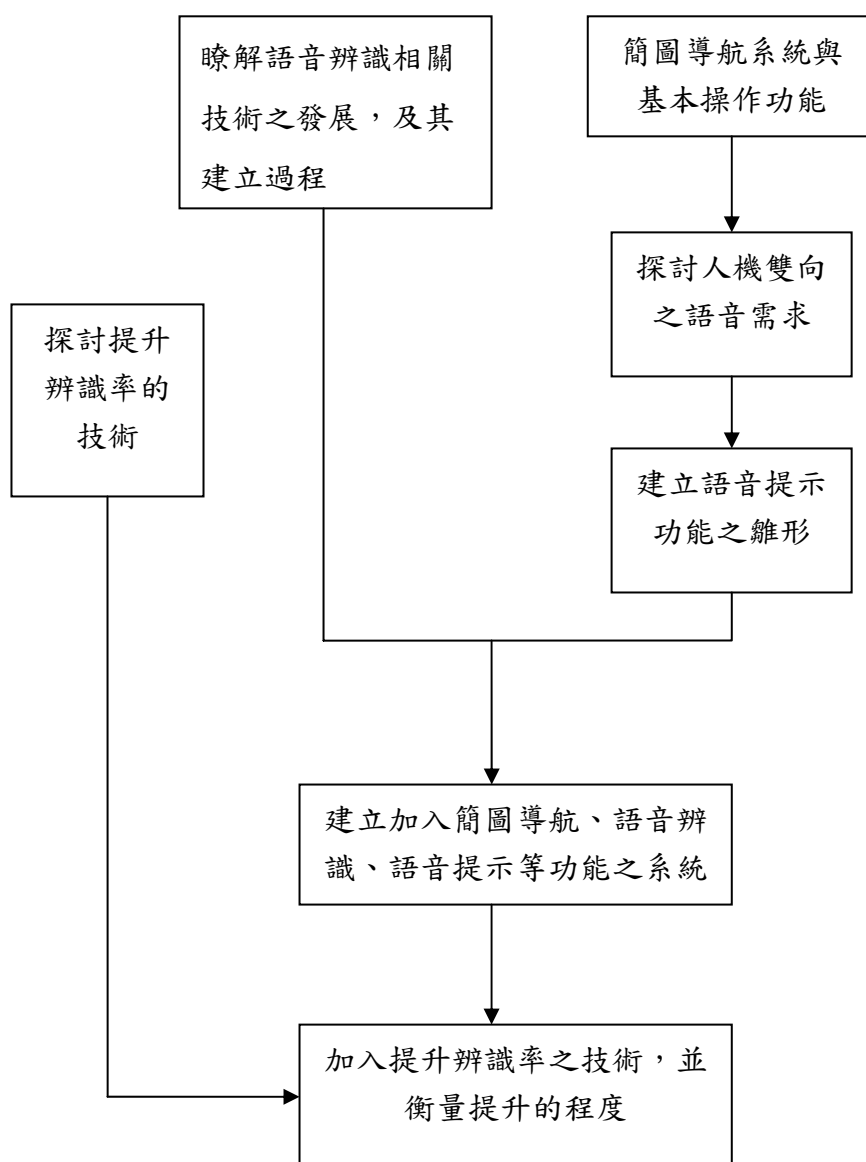 瞭解語音辨識相關
技術之發展，及其
建立過程
簡圖導航系統與
基本操作功能
探討人機雙向
之語音需求
探討提升
辨識率的
技術
建立語音提示
功能之雛形
建立加入簡圖導航、語音辨
識、語音提示等功能之系統
加入提升辨識率之技術，並
衡量提升的程度